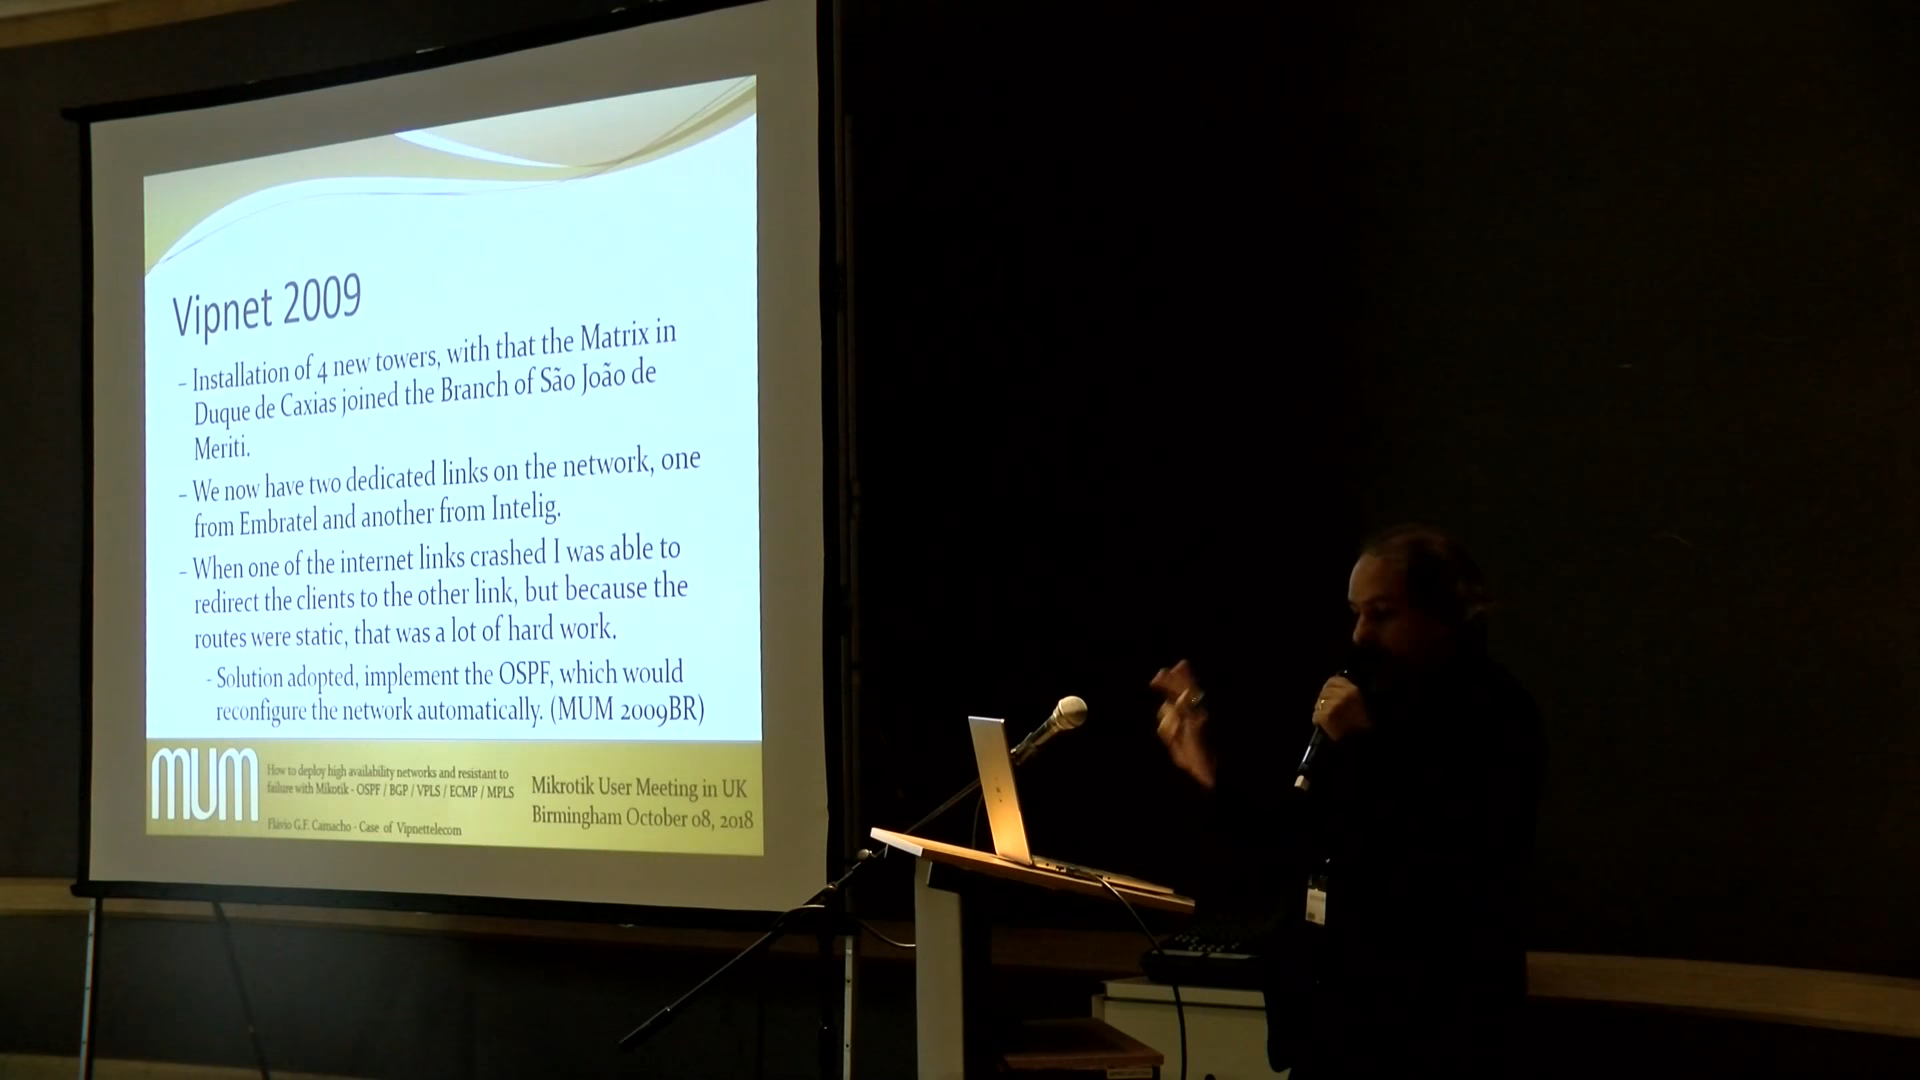 Vipnet 2009
- Installation of 4 new towers, with that the Matrix in
Duque de Caxias joined the Branch of São João de
Meriti.
- We now have two dedicated links on the network, one
from Embratel and another from Intelig.
- When one of the internet links crashed I was able to
redirect the clients to the other link, but because the
routes were static, that was a lot of hard work.
- Solution adopted, implement the OSPF, which would
reconfigure the network automatically. (MUM 2009BR)
mum
How to deploy high availability networks and resistant to
failure with Mikotik - OSPF / BGP / VPLS / ECMP / MPLS
Flávio G.F. Camacho - Case of Vipnettelecom
Mikrotik User Meeting in UK
Birmingham October 08, 2018